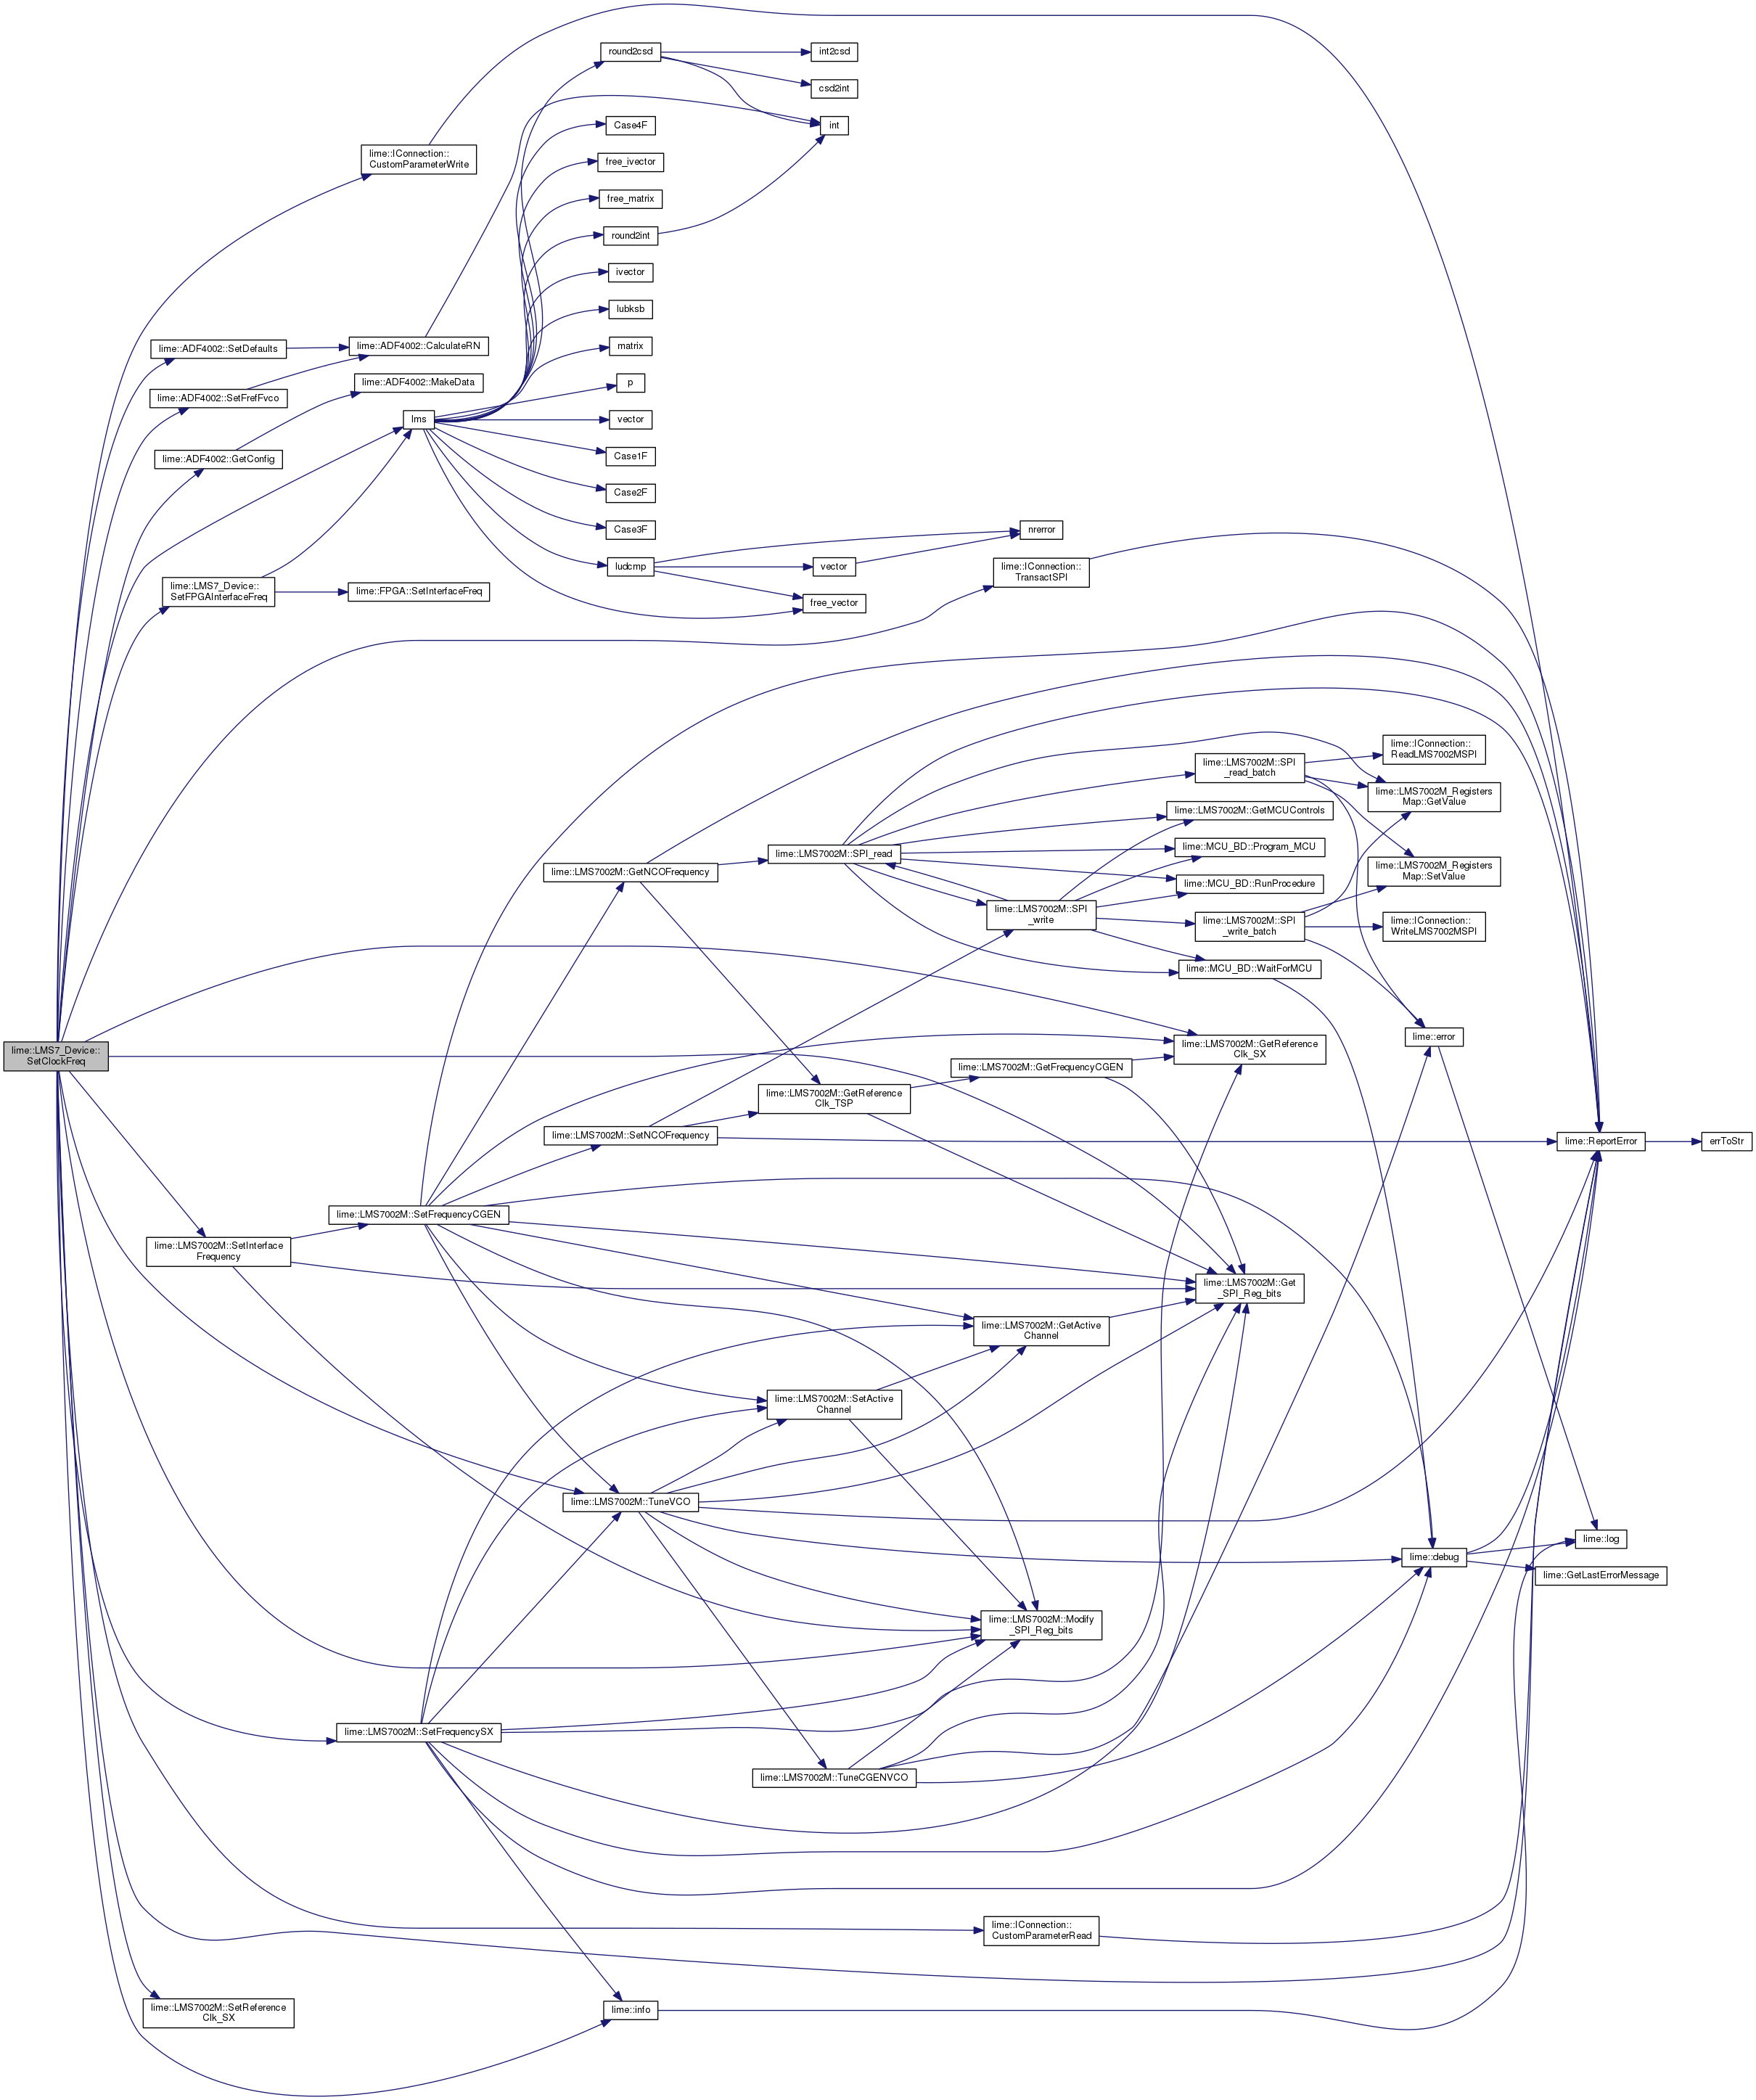 round2csd
int2csd
csd2int
int
Case4F
lime::IConnection::
CustomParameterWrite
free_ivector
free_matrix
round2int
ivector
lubksb
lime::ADF4002::SetDefaults
lime::ADF4002::CalculateRN
matrix
lime::ADF4002::MakeData
p
lime::ADF4002::SetFrefFvco
lms
vector
lime::ADF4002::GetConfig
Case1F
Case2F
Case3F
nrerror
ludcmp
vector
lime::IConnection::
TransactSPI
lime::LMS7_Device::
SetFPGAInterfaceFreq
lime::FPGA::SetInterfaceFreq
free_vector
lime::IConnection::
ReadLMS7002MSPI
lime::LMS7002M::SPI
_read_batch
lime::LMS7002M_Registers
Map::GetValue
lime::LMS7002M::GetMCUControls
lime::MCU_BD::Program_MCU
lime::LMS7002M::SPI_read
lime::LMS7002M::GetNCOFrequency
lime::LMS7002M_Registers
Map::SetValue
lime::MCU_BD::RunProcedure
lime::LMS7002M::SPI
_write
lime::LMS7002M::SPI
_write_batch
lime::IConnection::
WriteLMS7002MSPI
lime::MCU_BD::WaitForMCU
lime::error
lime::LMS7_Device::
SetClockFreq
lime::LMS7002M::GetReference
Clk_SX
lime::LMS7002M::GetFrequencyCGEN
lime::LMS7002M::GetReference
Clk_TSP
lime::LMS7002M::SetNCOFrequency
lime::ReportError
errToStr
lime::LMS7002M::SetFrequencyCGEN
lime::LMS7002M::SetInterface
Frequency
lime::LMS7002M::Get
_SPI_Reg_bits
lime::LMS7002M::GetActive
Channel
lime::LMS7002M::SetActive
Channel
lime::LMS7002M::TuneVCO
lime::log
lime::debug
lime::GetLastErrorMessage
lime::LMS7002M::Modify
_SPI_Reg_bits
lime::LMS7002M::SetFrequencySX
lime::LMS7002M::TuneCGENVCO
lime::IConnection::
CustomParameterRead
lime::LMS7002M::SetReference
Clk_SX
lime::info